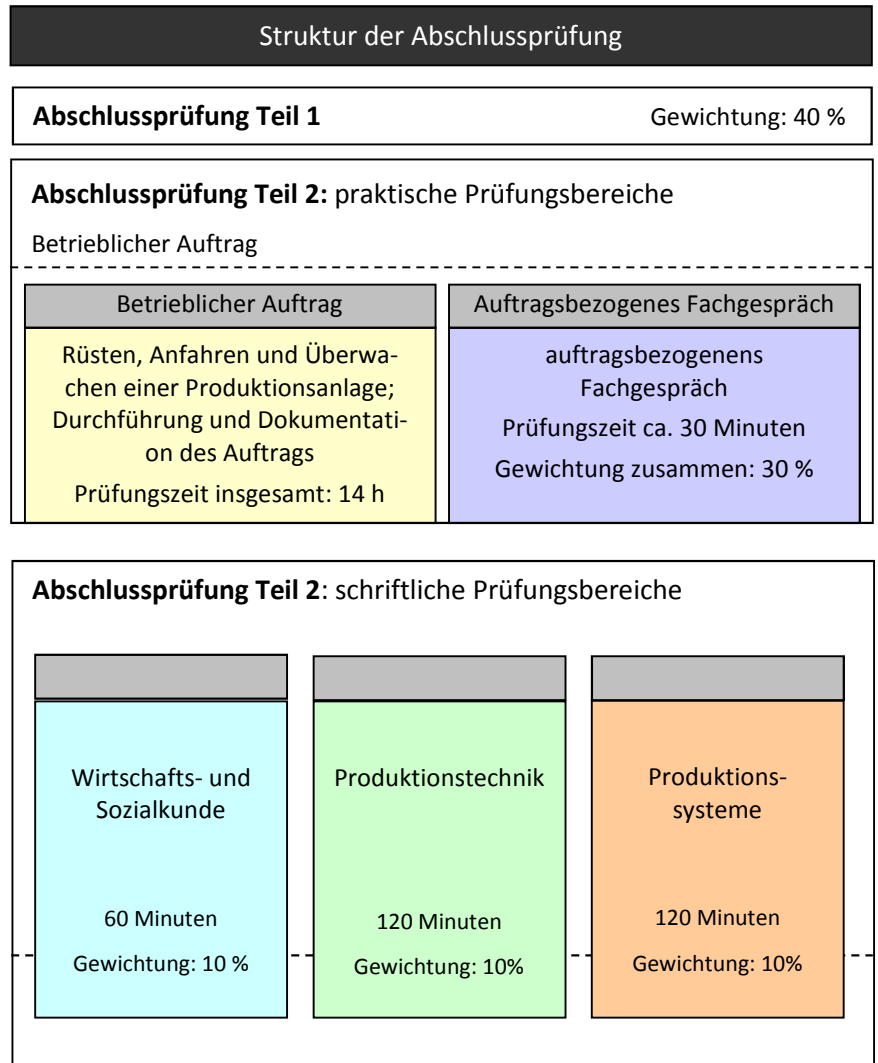 Struktur der Abschlussprüfung
Abschlussprüfung Teil 1
Gewichtung: 40 %
Abschlussprüfung Teil 2: praktische Prüfungsbereiche
Betrieblicher Auftrag
Betrieblicher Auftrag
Rüsten, Anfahren und Überwa-
chen einer Produktionsanlage;
Durchführung und Dokumentati-
on des Auftrags
Prüfungszeit insgesamt: 14 h
Auftragsbezogenes Fachgespräch
auftragsbezogenens
Fachgespräch
Prüfungszeit ca. 30 Minuten
Gewichtung zusammen: 30 %
Abschlussprüfung Teil 2: schriftliche Prüfungsbereiche
Wirtschafts- und
Sozialkunde
60 Minuten
Gewichtung: 10 %
Produktionstechnik
120 Minuten
Gewichtung: 10%
Produktions-
systeme
120 Minuten
Gewichtung: 10%